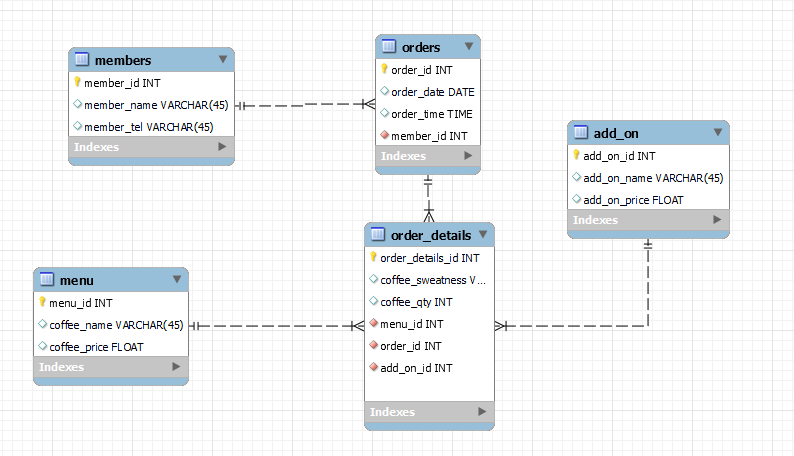 members
member_id INT
member_name VARCHAR(45)
member_tel VARCHAR(45)
Indexes
orders
order_id INT
order_date DATE
order_time TIME
member_id INT
Indexes
add_on
add_on_id INT
add_on_name VARCHAR(45)
add_on_price FLOAT
Indexes
menu
menu_id INT
coffee_name VARCHAR(45)
coffee_price FLOAT
Indexes
order_details
order_details_id INT
coffee_sweatness V...
coffee_qty INT
menu_id INT
order_id INT
add_on_id INT
Indexes